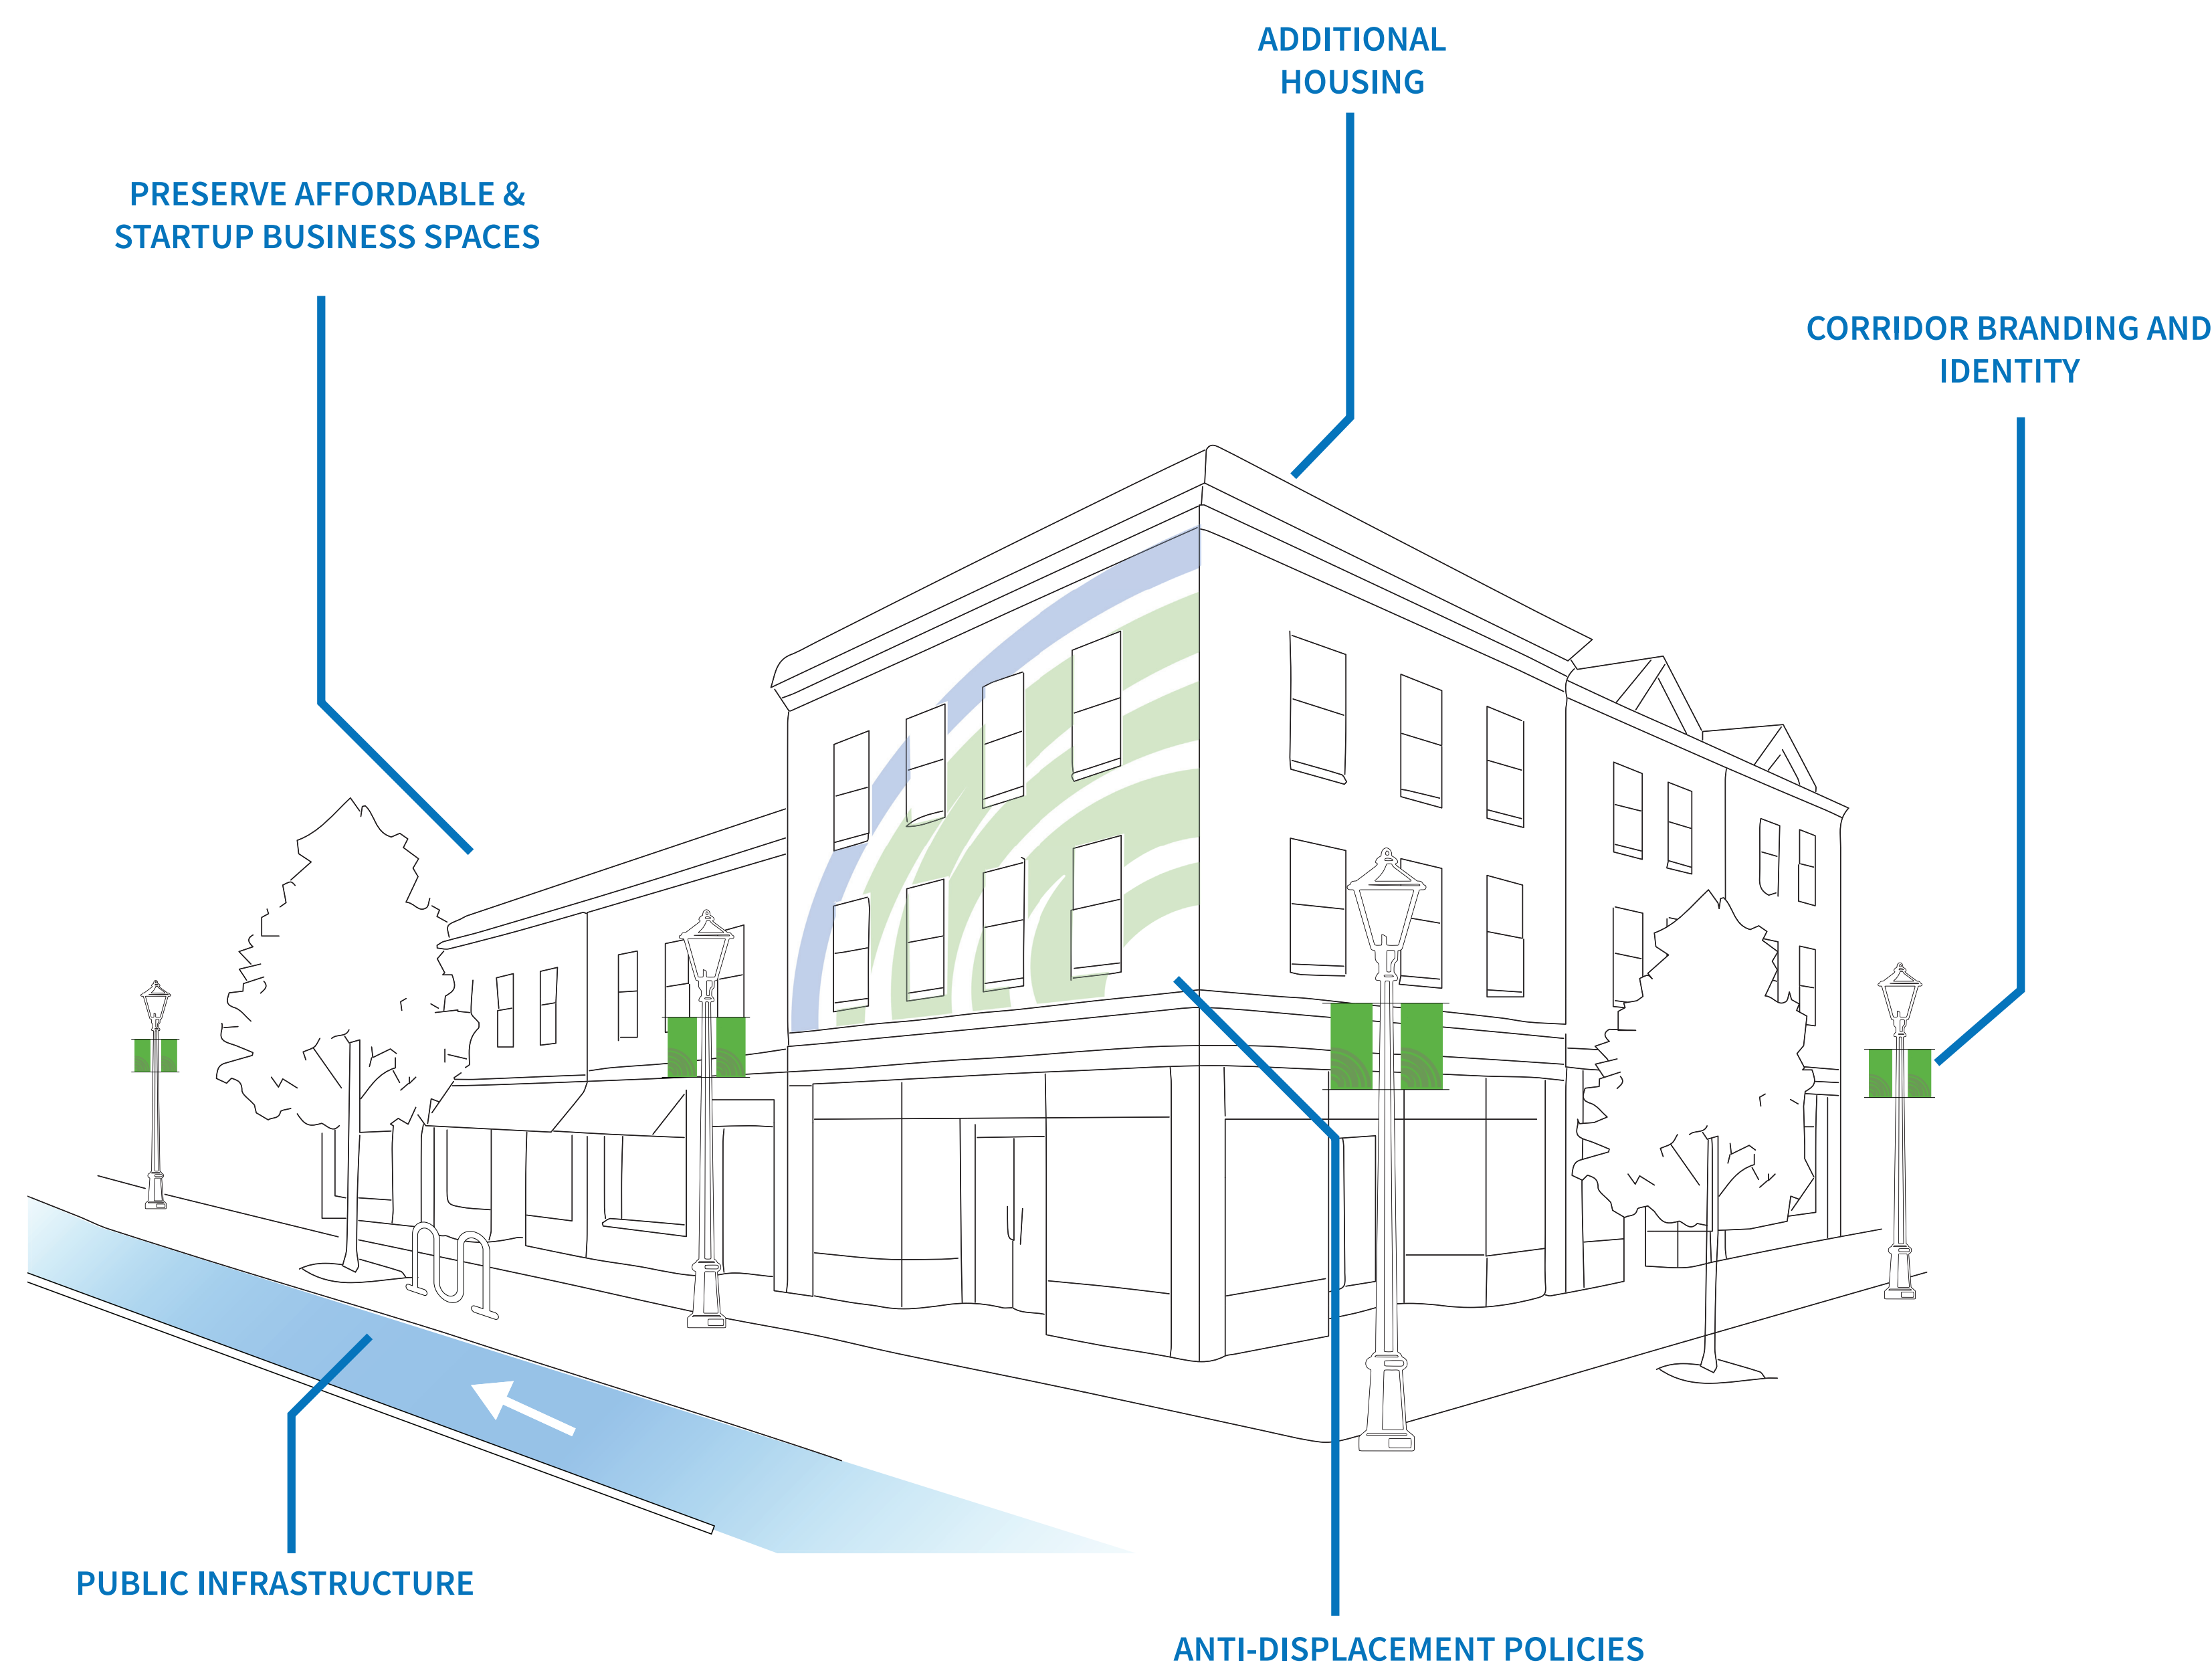 ADDITIONAL
HOUSING
PRESERVE AFFORDABLE &
STARTUP BUSINESS SPACES
CORRIDOR BRANDING AND
IDENTITY
PUBLIC INFRASTRUCTURE
ANTI-DISPLACEMENT POLICIES